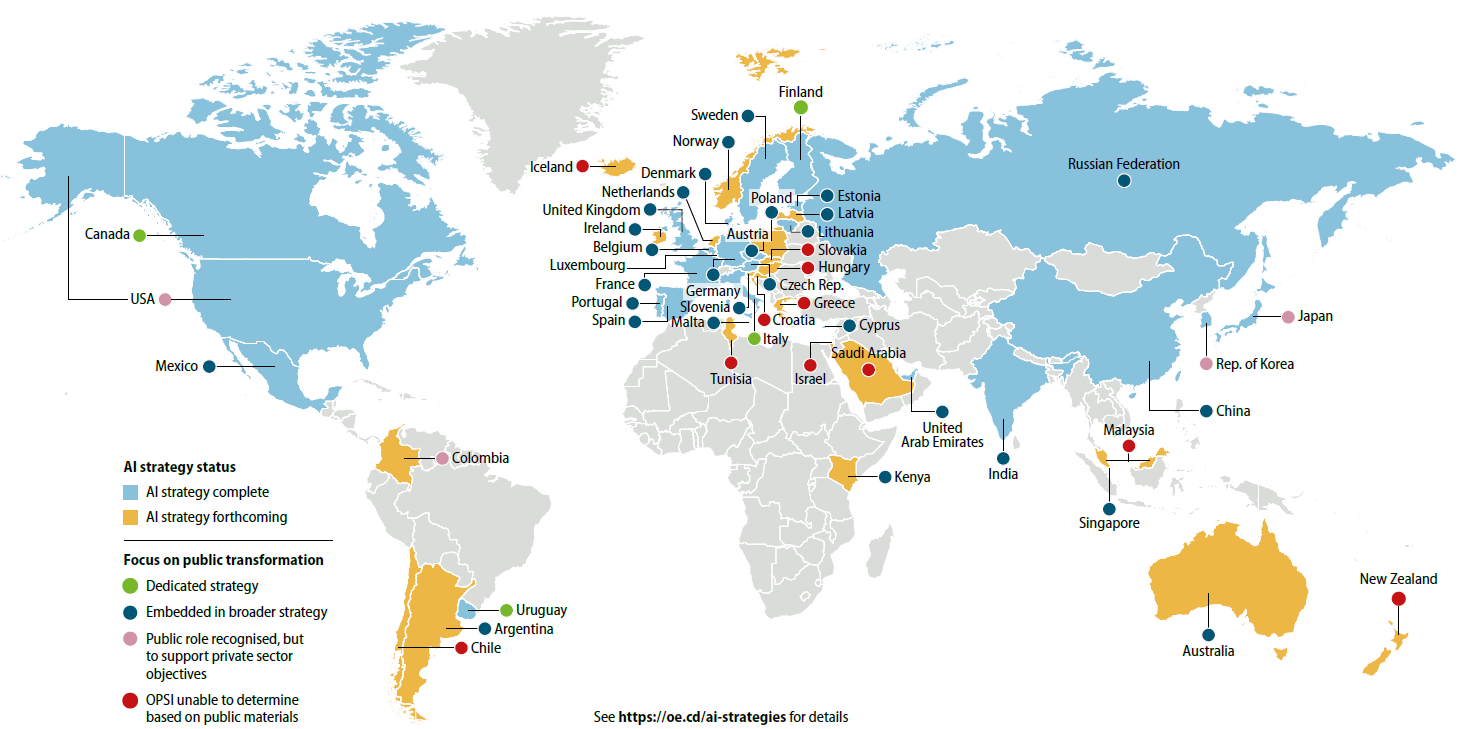 Finland
Sweden
Norway
Iceland
Denmark
Netherlands
United Kingdom
Ireland
Belgium
Luxembourg
France
Portugal
Spain
Poland
Austria
Germany
Slovenia
Malta
Estonia
Latvia
Lithuania
Slovakia
Hungary
Czech Rep.
Greece
Croatia
Italy
Cyprus
Russian Federation
Canada
USA
Mexico
Tunisia
Israel
Saudi Arabia
United
Arab Emirates
Kenya
India
Japan
Rep. of Korea
China
Malaysia
Singapore
Australia
New Zealand
Colombia
Uruguay
Argentina
Chile
AI strategy status
AI strategy complete
AI strategy forthcoming
Focus on public transformation
Dedicated strategy
Embedded in broader strategy
Public role recognised, but
to support private sector
objectives
OPSI unable to determine
based on public materials
See https://oe.cd/ai-strategies for details